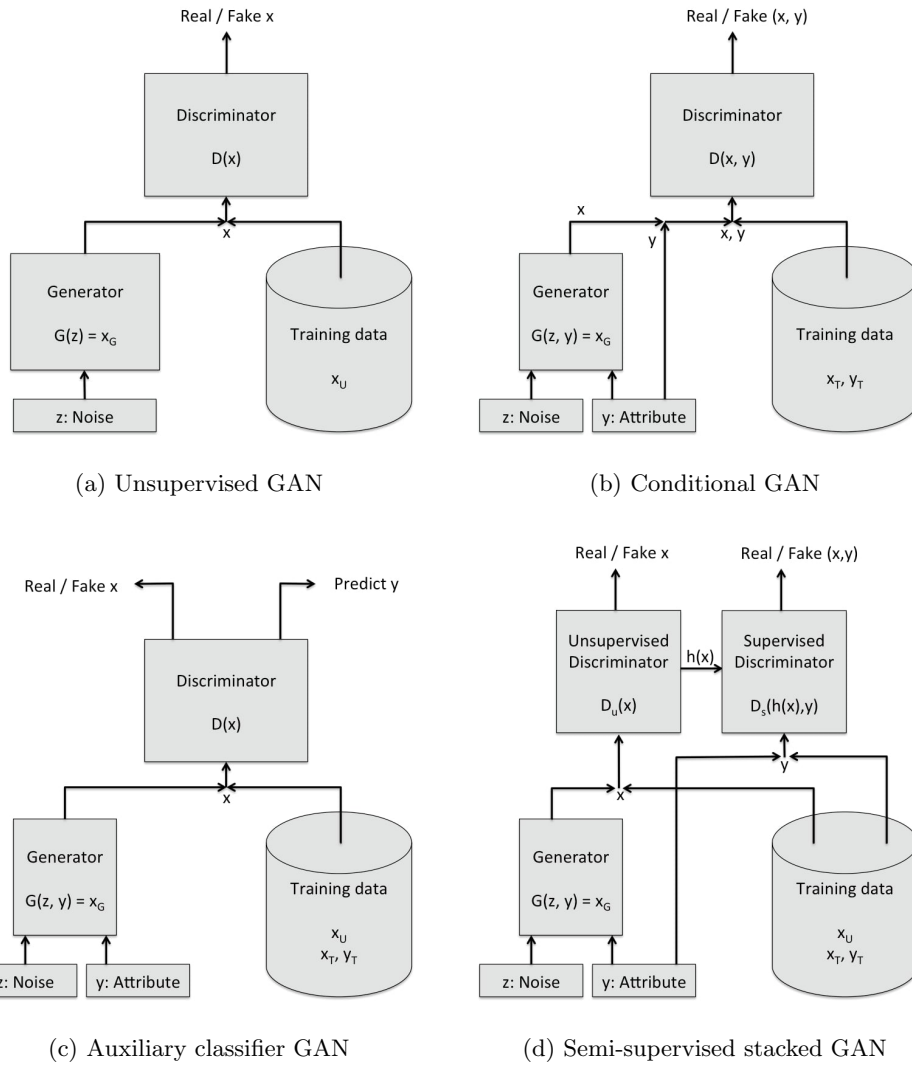 Real / Fake x
Discriminator
D(x)
x
Generator
G(z) = x_G
Training data
x_U
z: Noise
(a) Unsupervised GAN
Real / Fake (x, y)
Discriminator
D(x, y)
x
y
x, y
Generator
G(z, y) = x_G
Training data
x_T, y_T
z: Noise
y: Attribute
(b) Conditional GAN
Real / Fake x
Predict y
Discriminator
D(x)
x
Generator
G(z, y) = x_G
Training data
x_U
x_T, y_T
z: Noise
y: Attribute
(c) Auxiliary classifier GAN
Real / Fake x
Real / Fake (x,y)
Unsupervised
Discriminator
D_u(x)
h(x)
Supervised
Discriminator
D_s(h(x),y)
y
x
Generator
G(z, y) = x_G
Training data
x_U
x_T, y_T
z: Noise
y: Attribute
(d) Semi-supervised stacked GAN